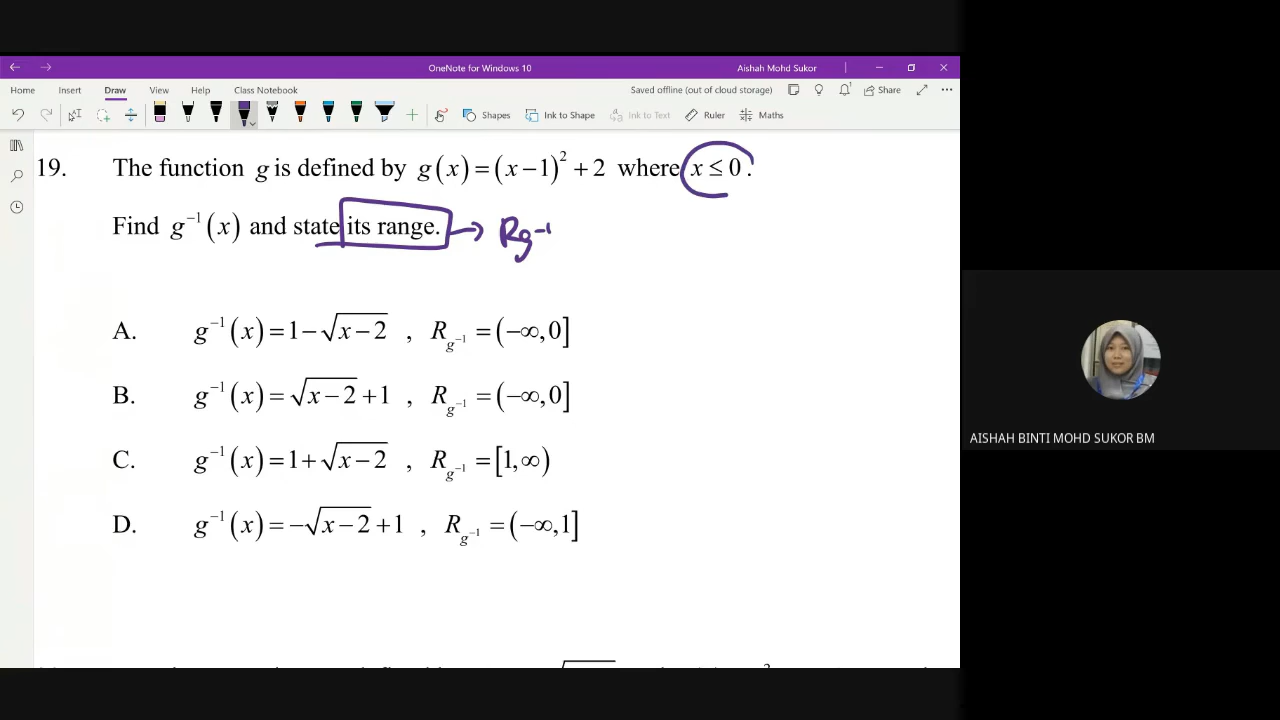 OneNote for Windows 10
Aishah Mohd Sukor
Home Insert Draw View Help Class Notebook
Saved offline (out of cloud storage) Share
Shapes Ink to Shape Ink to Text Ruler Maths
19. The function g is defined by g(x) = (x−1)² + 2 where x ≤ 0.
Find g⁻¹(x) and state its range. → Rg⁻¹
A. g⁻¹(x) = 1 − √(x−2) , R_g⁻¹ = (−∞,0]
B. g⁻¹(x) = √(x−2) + 1 , R_g⁻¹ = (−∞,0]
C. g⁻¹(x) = 1 + √(x−2) , R_g⁻¹ = [1,∞)
D. g⁻¹(x) = −√(x−2) + 1 , R_g⁻¹ = (−∞,1]
AISHAH BINTI MOHD SUKOR BM